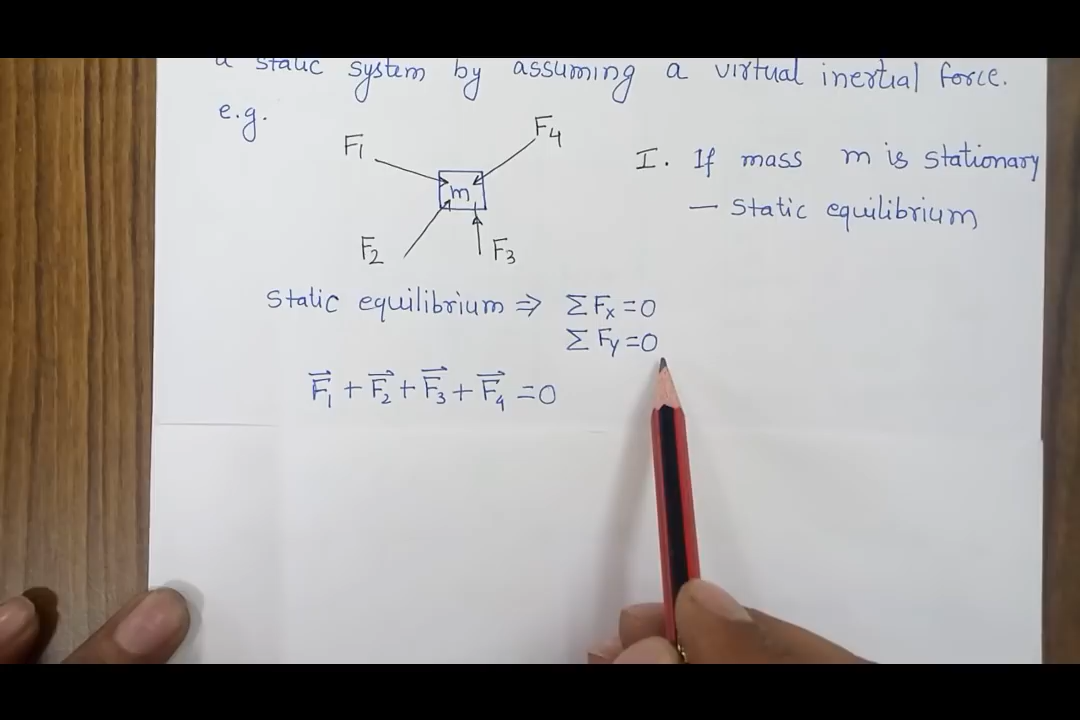 a static system by assuming a virtual inertial force.
e.g.
F1
F4
m
F2
F3
I. If mass m is stationary
— Static equilibrium
Static equilibrium ⇒ ΣFx = 0
ΣFy = 0
F⃗1 + F⃗2 + F⃗3 + F⃗4 = 0